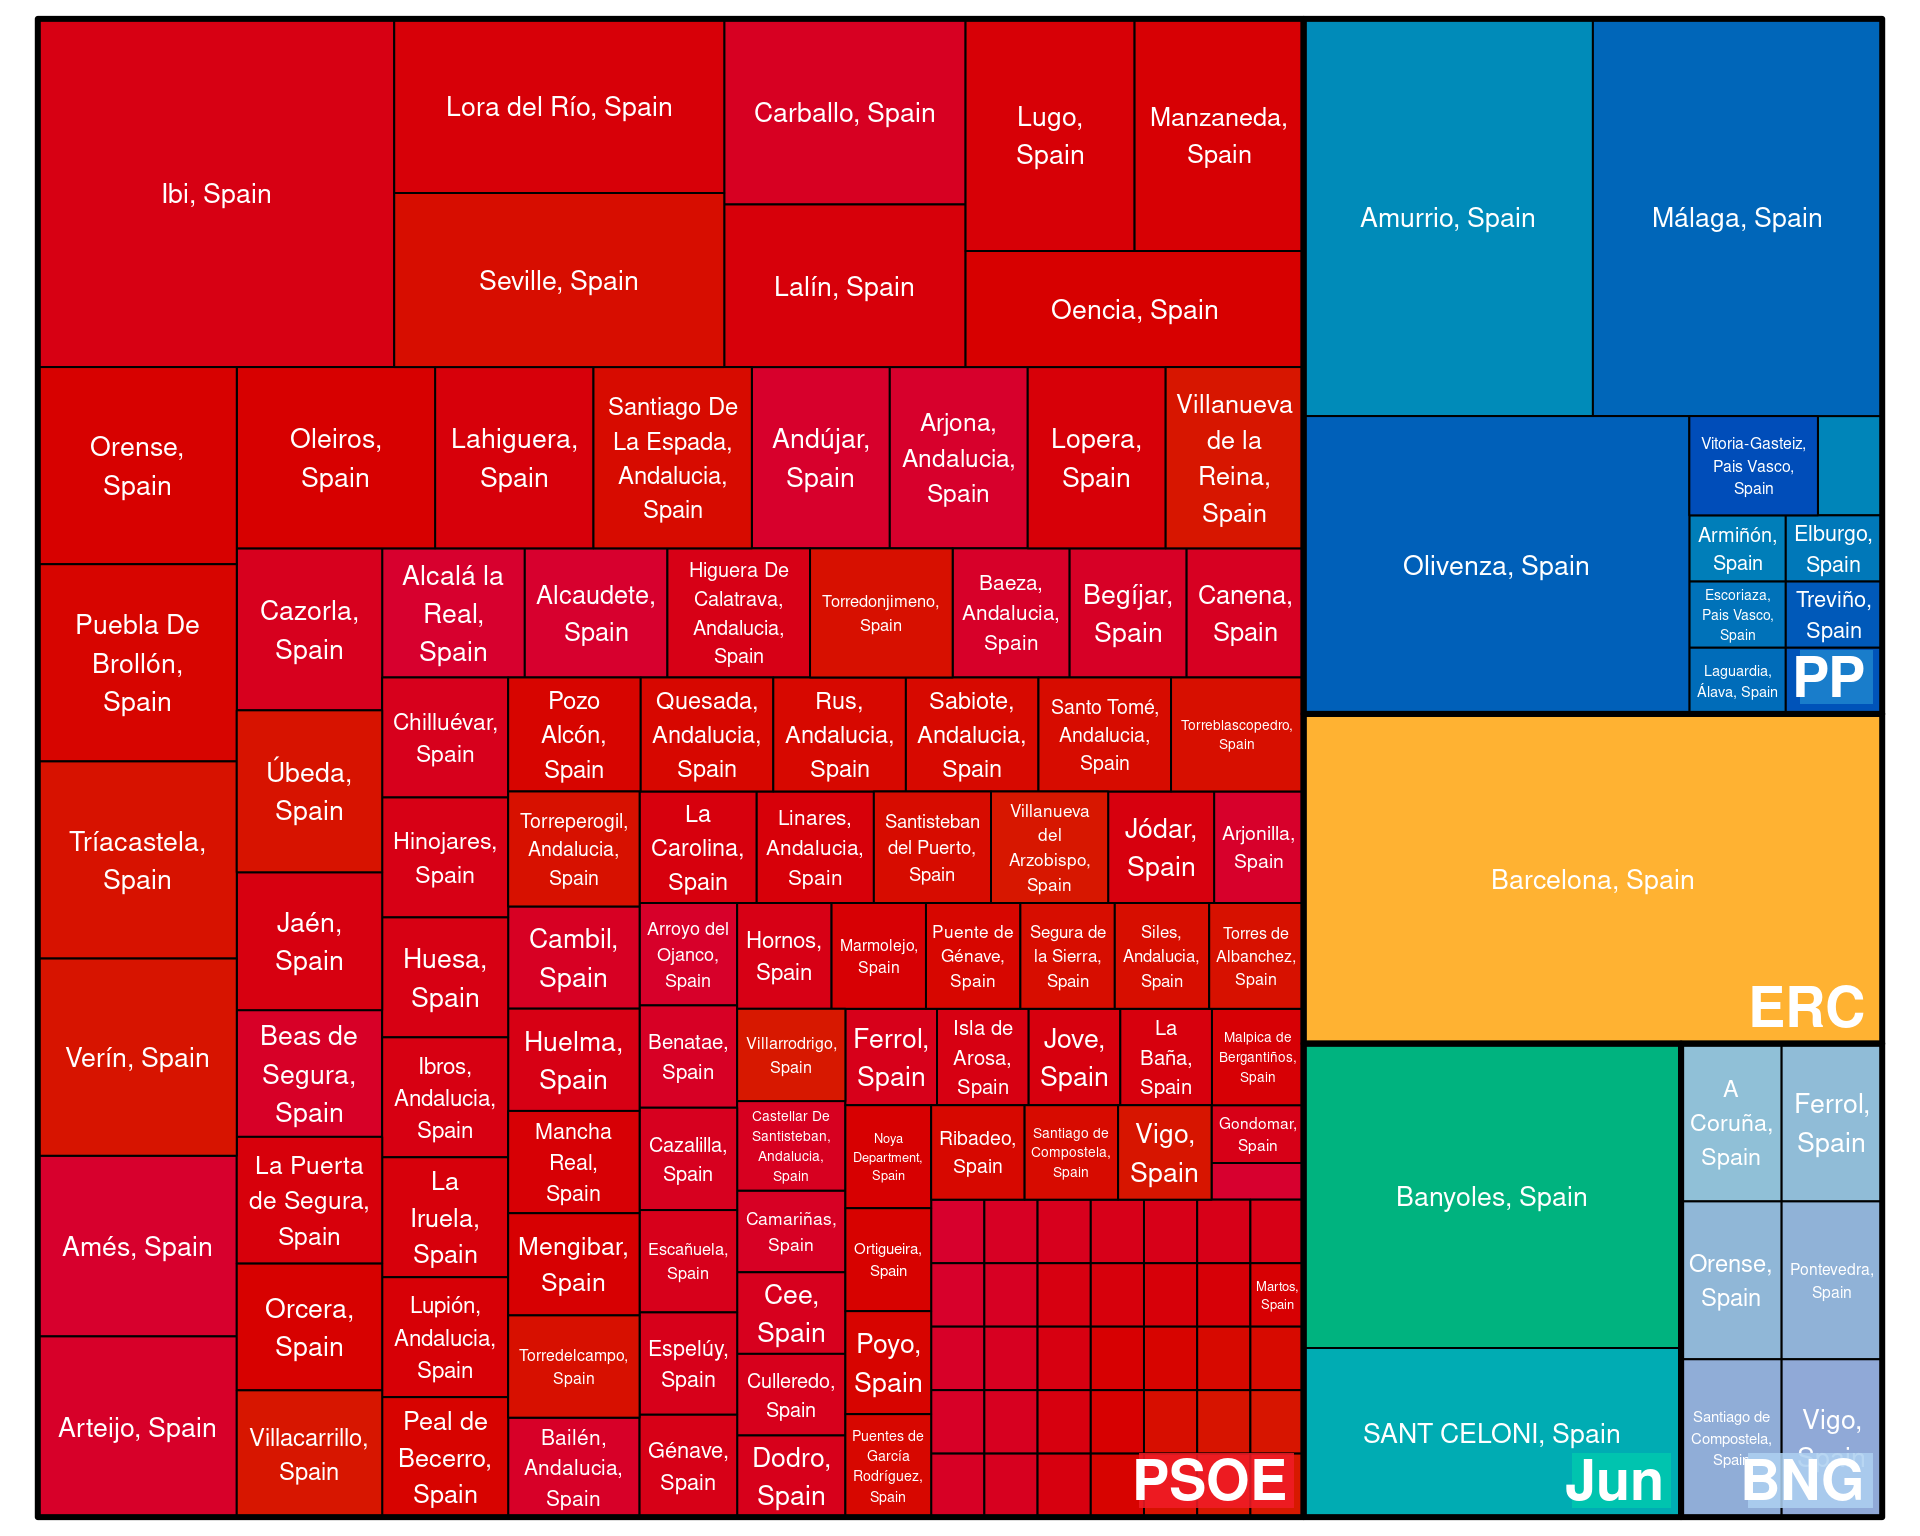 Ibi, Spain
Lora del Río, Spain
Seville, Spain
Carballo, Spain
Lalín, Spain
Lugo,
Spain
Manzaneda,
Spain
Oencia, Spain
Orense,
Spain
Puebla De
Brollón,
Spain
Tríacastela,
Spain
Verín, Spain
Amés, Spain
Arteijo, Spain
Oleiros,
Spain
Lahiguera,
Spain
Santiago De
La Espada,
Andalucia,
Spain
Andújar,
Spain
Arjona,
Andalucia,
Spain
Lopera,
Spain
Villanueva
de la
Reina,
Spain
Cazorla,
Spain
Úbeda,
Spain
Jaén,
Spain
Beas de
Segura,
Spain
La Puerta
de Segura,
Spain
Orcera,
Spain
Villacarrillo,
Spain
Alcalá la
Real,
Spain
Alcaudete,
Spain
Higuera De
Calatrava,
Andalucia,
Spain
Torredonjimeno,
Spain
Baeza,
Andalucia,
Spain
Begíjar,
Spain
Canena,
Spain
Chilluévar,
Spain
Hinojares,
Spain
Huesa,
Spain
Ibros,
Andalucia,
Spain
La
Iruela,
Spain
Lupión,
Andalucia,
Spain
Peal de
Becerro,
Spain
Pozo
Alcón,
Spain
Quesada,
Andalucia,
Spain
Rus,
Andalucia,
Spain
Sabiote,
Andalucia,
Spain
Santo Tomé,
Andalucia,
Spain
Torreblascopedro,
Spain
Torreperogil,
Andalucia,
Spain
Cambil,
Spain
Huelma,
Spain
Mancha
Real,
Spain
Mengibar,
Spain
Torredelcampo,
Spain
Bailén,
Andalucia,
Spain
La
Carolina,
Spain
Linares,
Andalucia,
Spain
Santisteban
del Puerto,
Spain
Villanueva
del
Arzobispo,
Spain
Jódar,
Spain
Arjonilla,
Spain
Arroyo del
Ojanco,
Spain
Benatae,
Spain
Cazalilla,
Spain
Escañuela,
Spain
Espelúy,
Spain
Génave,
Spain
Hornos,
Spain
Marmolejo,
Spain
Puente de
Génave,
Spain
Segura de
la Sierra,
Spain
Siles,
Andalucia,
Spain
Torres de
Albanchez,
Spain
Villarrodrigo,
Spain
Castellar De
Santisteban,
Andalucia,
Spain
Camariñas,
Spain
Cee,
Spain
Culleredo,
Spain
Dodro,
Spain
Ferrol,
Spain
Isla de
Arosa,
Spain
Jove,
Spain
La
Baña,
Spain
Malpica de
Bergantiños,
Spain
Noya
Department,
Spain
Ortigueira,
Spain
Poyo,
Spain
Puentes de
García
Rodríguez,
Spain
Ribadeo,
Spain
Santiago de
Compostela,
Spain
Vigo,
Spain
Gondomar,
Spain
Martos,
Spain
PSOE
Amurrio, Spain
Málaga, Spain
Olivenza, Spain
Vitoria-Gasteiz,
Pais Vasco,
Spain
Armiñón,
Spain
Elburgo,
Spain
Escoriaza,
Pais Vasco,
Spain
Treviño,
Spain
Laguardia,
Álava, Spain
PP
Barcelona, Spain
ERC
Banyoles, Spain
SANT CELONI, Spain
Jun
A
Coruña,
Spain
Ferrol,
Spain
Orense,
Spain
Pontevedra,
Spain
Santiago de
Compostela,
Spain
Vigo,
Spain
BNG